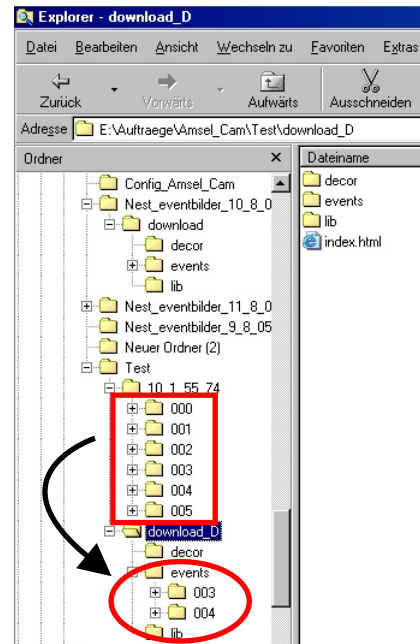 Explorer - download_D
Datei Bearbeiten Ansicht Wechseln zu Favoriten Extras
Zurück Vorwärts Aufwärts Ausschneiden
Adresse E:\Auftraege\Amsel_Cam\Test\download_D
Ordner
Config_Amsel_Cam
Nest_eventbilder_10_8_0
download
decor
events
lib
Nest_eventbilder_11_8_0
Nest_eventbilder_9_8_05
Neuer Ordner (2)
Test
10_1_55_74
000
001
002
003
004
005
download_D
decor
events
003
004
lib
Dateiname
decor
events
lib
index.html